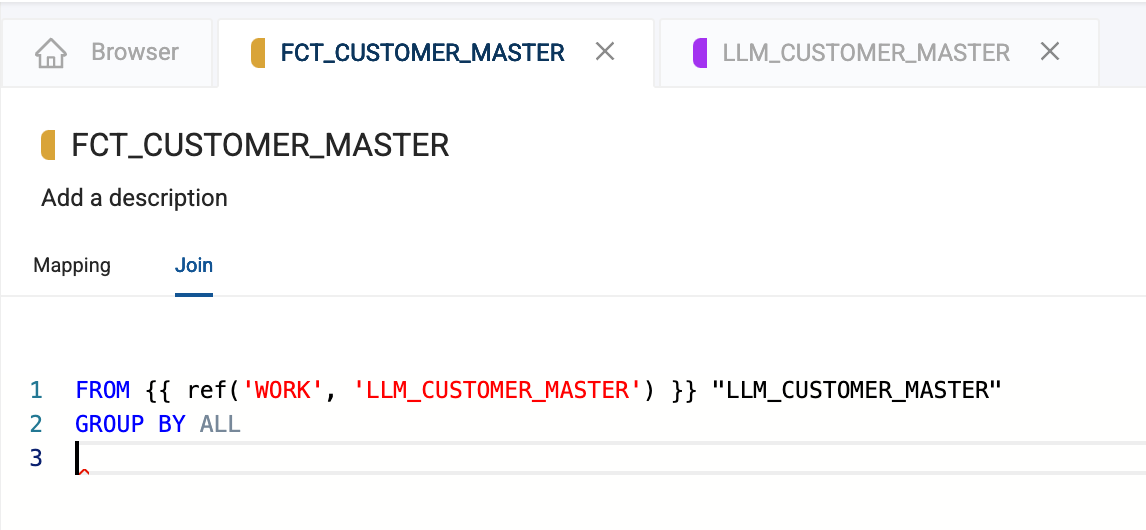 Browser
FCT_CUSTOMER_MASTER
LLM_CUSTOMER_MASTER
FCT_CUSTOMER_MASTER
Add a description
Mapping
Join
1 FROM {{ ref('WORK', 'LLM_CUSTOMER_MASTER') }} "LLM_CUSTOMER_MASTER"
2 GROUP BY ALL
3